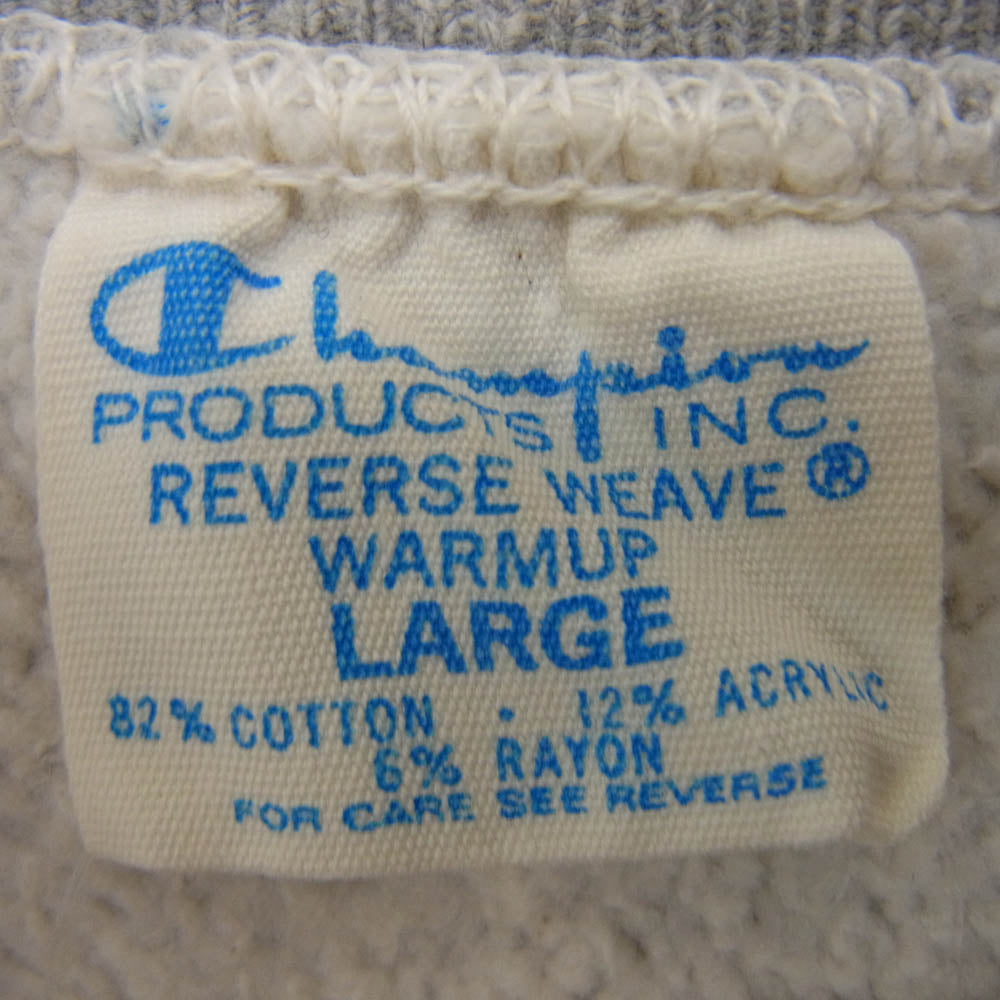 Champion
PRODUCTS INC.
REVERSE WEAVE ®
WARMUP
LARGE
82% COTTON · 12% ACRYLIC
6% RAYON
FOR CARE SEE REVERSE